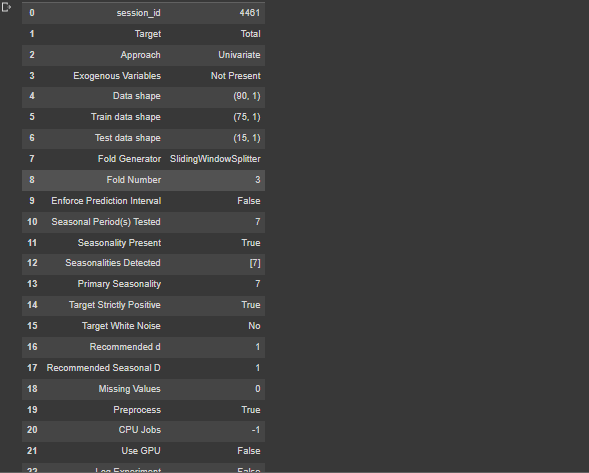 0 session_id 4461
1 Target Total
2 Approach Univariate
3 Exogenous Variables Not Present
4 Data shape (90, 1)
5 Train data shape (75, 1)
6 Test data shape (15, 1)
7 Fold Generator SlidingWindowSplitter
8 Fold Number 3
9 Enforce Prediction Interval False
10 Seasonal Period(s) Tested 7
11 Seasonality Present True
12 Seasonalities Detected [7]
13 Primary Seasonality 7
14 Target Strictly Positive True
15 Target White Noise No
16 Recommended d 1
17 Recommended Seasonal D 1
18 Missing Values 0
19 Preprocess True
20 CPU Jobs -1
21 Use GPU False
22 Log Experiment False